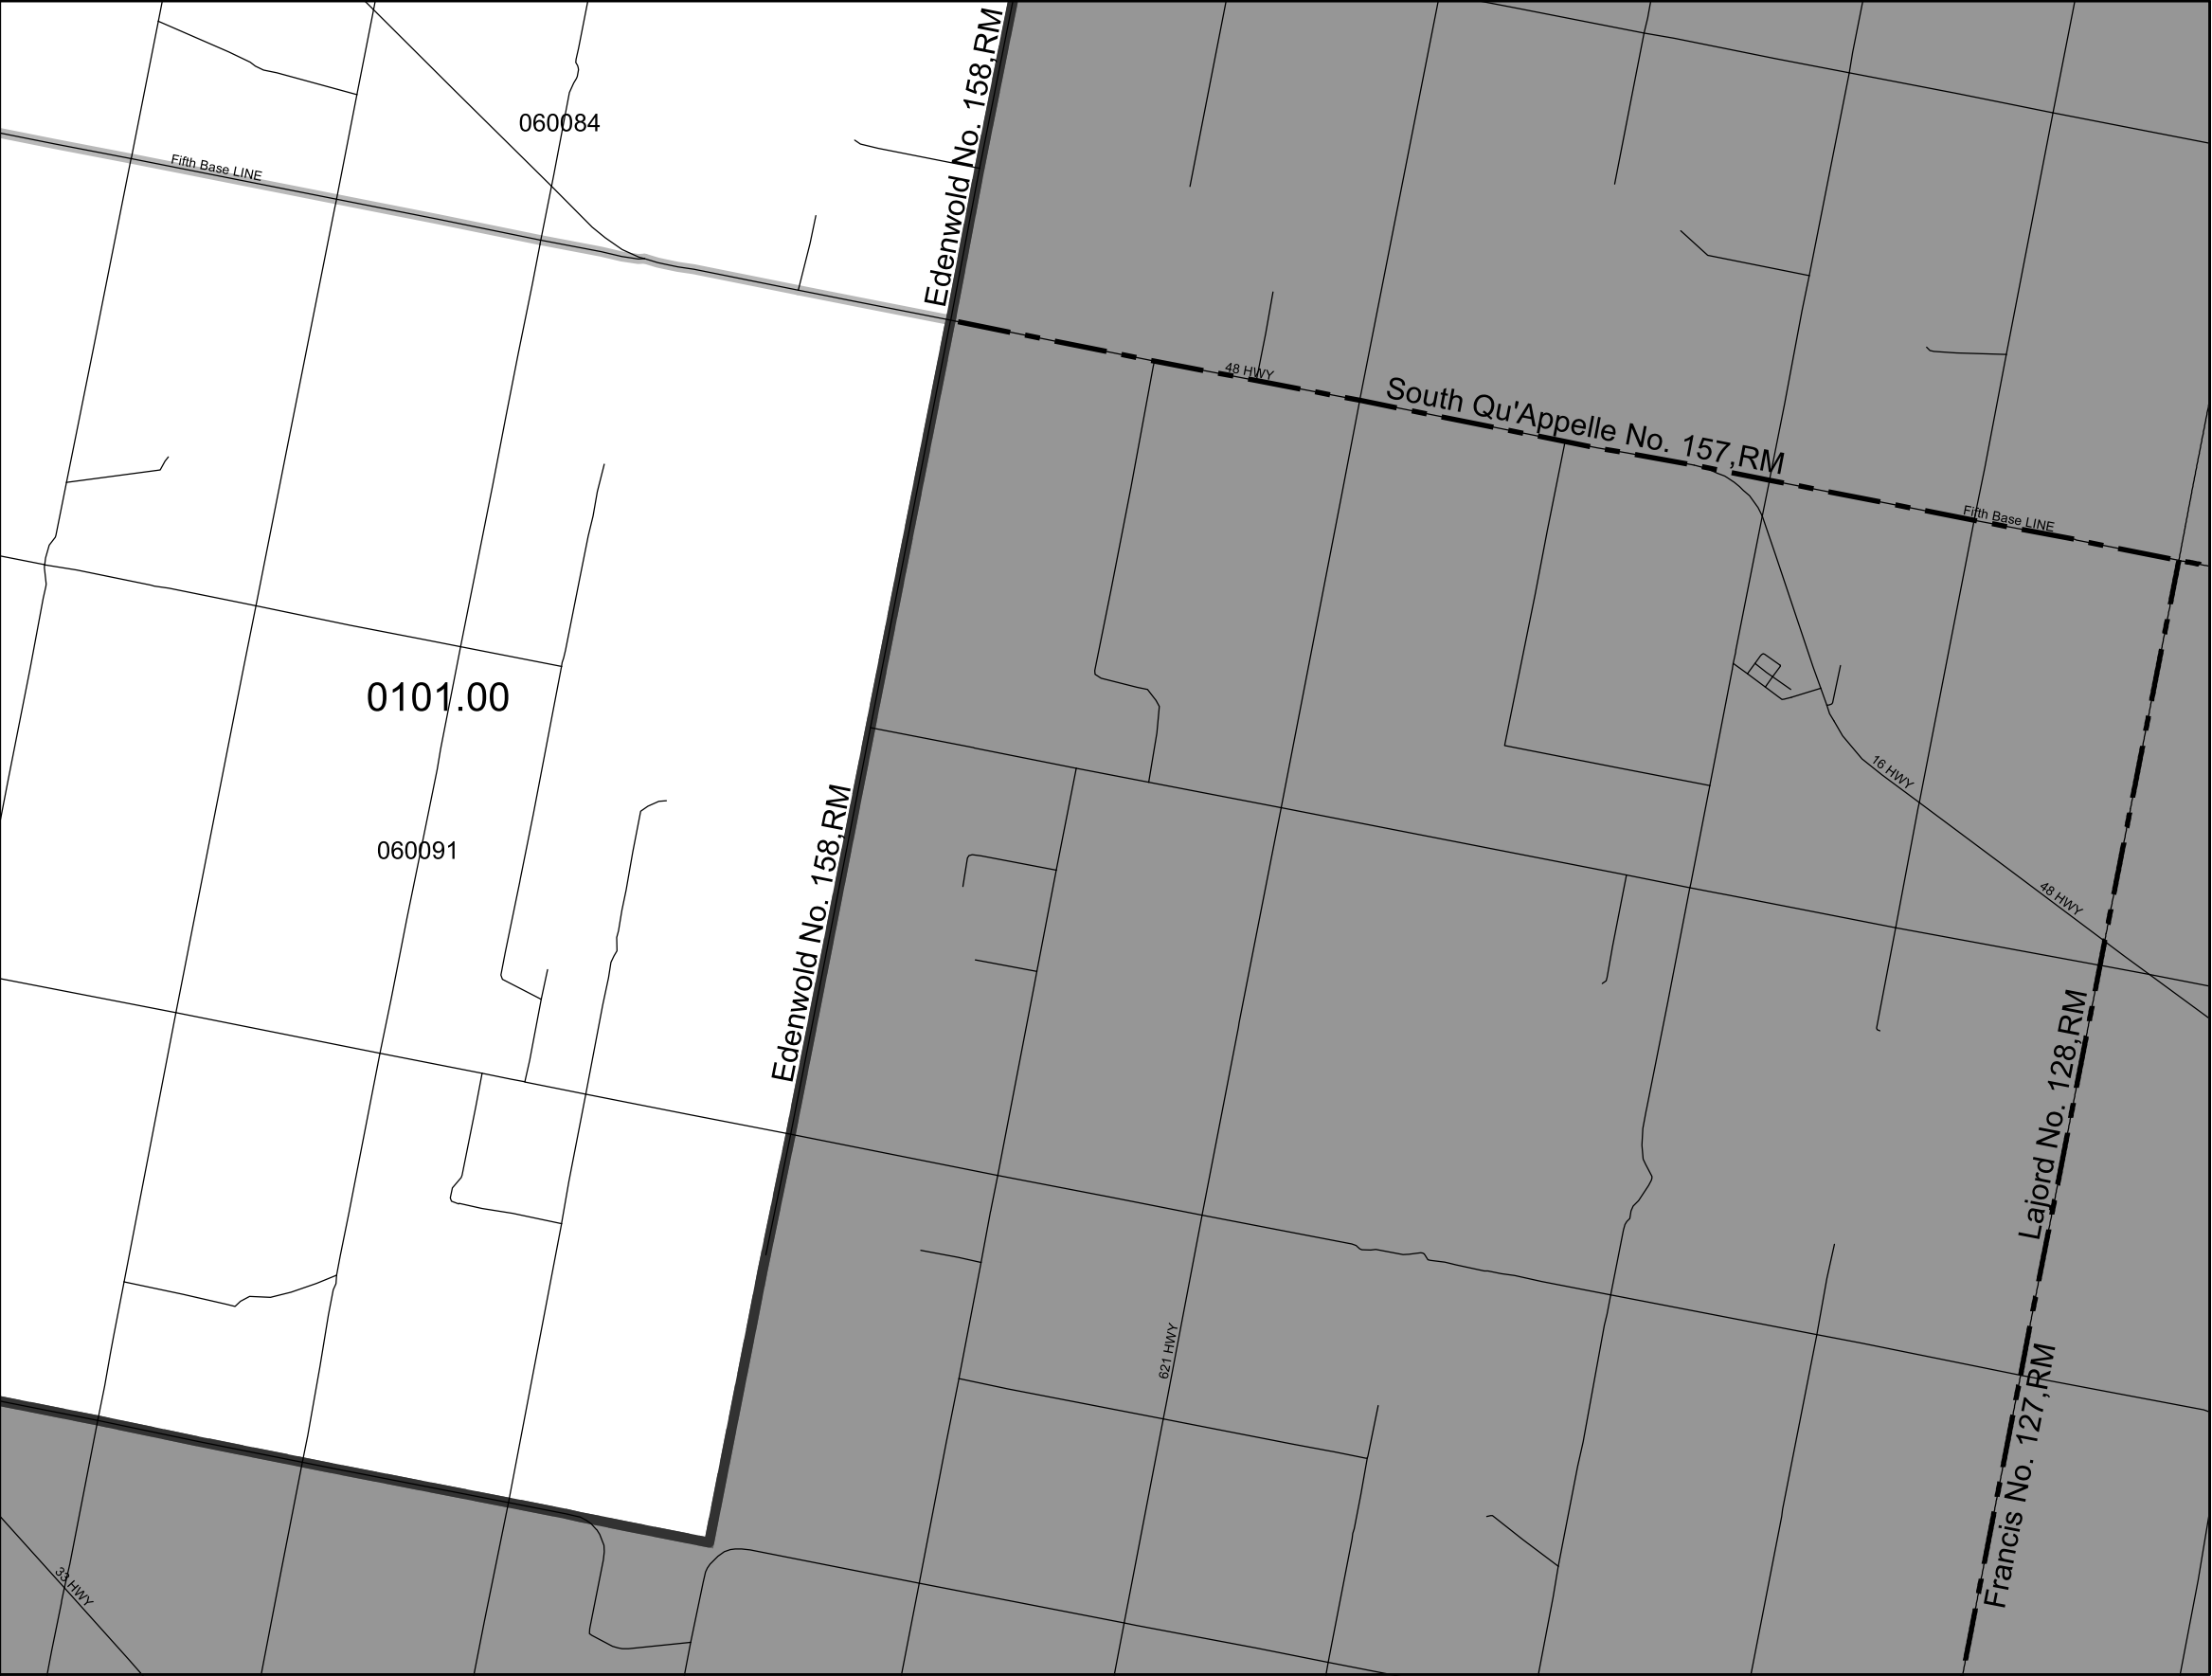 Edenwold No. 158,RM
060084
Fifth Base LINE
48 HWY
South Qu'Appelle No. 157,RM
Fifth Base LINE
0101.00
16 HWY
060091
Edenwold No. 158,RM
48 HWY
Lajord No. 128,RM
621 HWY
Francis No. 127,RM
33 HWY